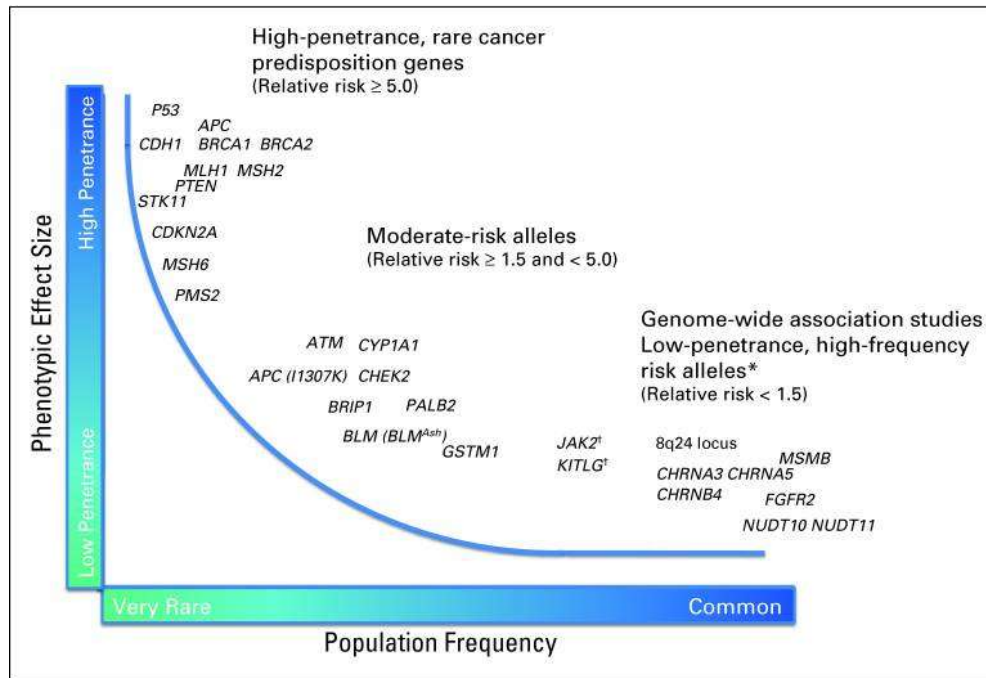 High-penetrance, rare cancer
predisposition genes
(Relative risk ≥ 5.0)
P53
APC
CDH1 BRCA1 BRCA2
MLH1 MSH2
PTEN
STK11
CDKN2A
MSH6
PMS2
Moderate-risk alleles
(Relative risk ≥ 1.5 and < 5.0)
ATM CYP1A1
APC (I1307K) CHEK2
BRIP1 PALB2
BLM (BLMAsh)
GSTM1
Genome-wide association studies
Low-penetrance, high-frequency
risk alleles*
(Relative risk < 1.5)
JAK2† 8q24 locus
MSMB
KITLG†
CHRNA3 CHRNA5
CHRNB4 FGFR2
NUDT10 NUDT11
High Penetrance
Low Penetrance
Phenotypic Effect Size
Very Rare Common
Population Frequency